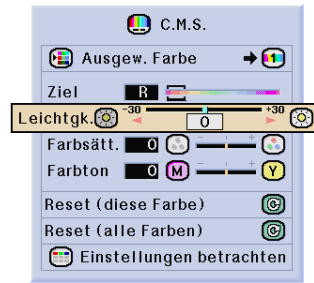 C.M.S.
Ausgew. Farbe 1
Ziel R
-30 +30
Leichtgk. 0
Farbsätt. 0
Farbton 0 M Y
Reset (diese Farbe)
Reset (alle Farben)
Einstellungen betrachten